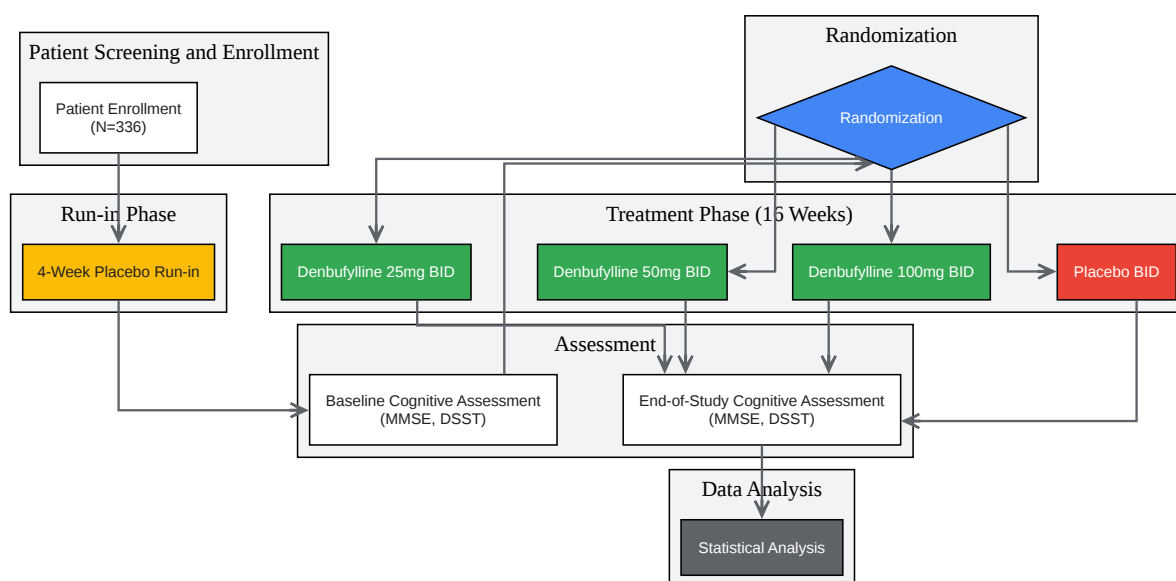 Patient Screening and Enrollment
Patient Enrollment
(N=336)
Randomization
Randomization
Run-in Phase
4-Week Placebo Run-in
Treatment Phase (16 Weeks)
Denbufylline 25mg BID
Denbufylline 50mg BID
Denbufylline 100mg BID
Placebo BID
Assessment
Baseline Cognitive Assessment
(MMSE, DSST)
End-of-Study Cognitive Assessment
(MMSE, DSST)
Data Analysis
Statistical Analysis